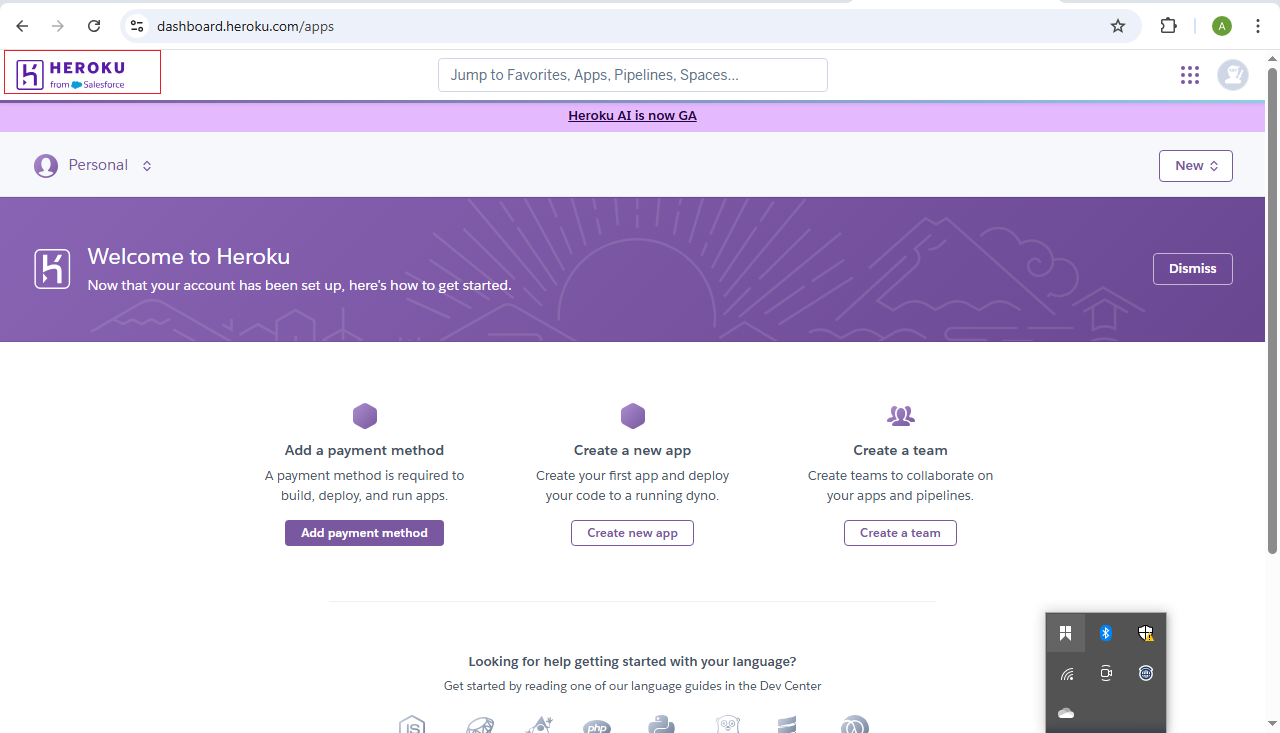 dashboard.heroku.com/apps
A
HEROKU
from Salesforce
Jump to Favorites, Apps, Pipelines, Spaces...
Heroku AI is now GA
Personal
New
Welcome to Heroku
Now that your account has been set up, here's how to get started.
Dismiss
Add a payment method
A payment method is required to
build, deploy, and run apps.
Add payment method
Create a new app
Create your first app and deploy
your code to a running dyno.
Create new app
Create a team
Create teams to collaborate on
your apps and pipelines.
Create a team
Looking for help getting started with your language?
Get started by reading one of our language guides in the Dev Center
JS
php